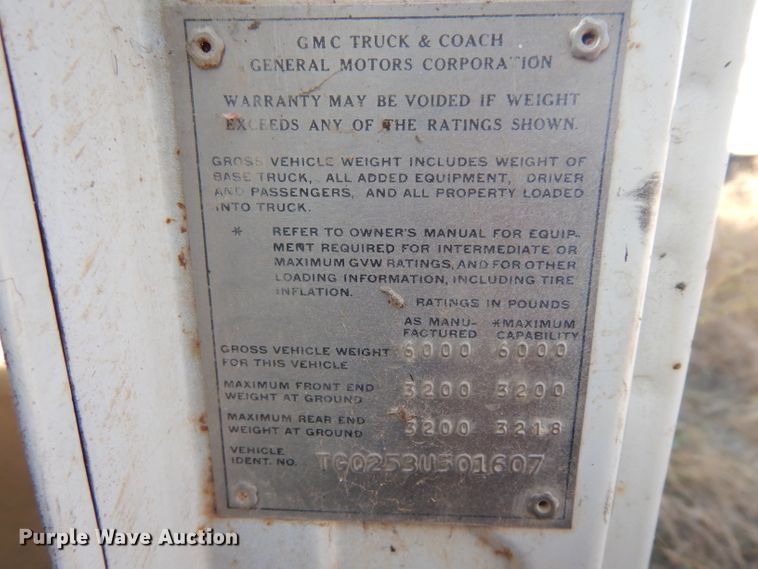 GMC TRUCK & COACH
GENERAL MOTORS CORPORATION
WARRANTY MAY BE VOIDED IF WEIGHT
EXCEEDS ANY OF THE RATINGS SHOWN.
GROSS VEHICLE WEIGHT INCLUDES WEIGHT OF
BASE TRUCK, ALL ADDED EQUIPMENT, DRIVER
AND PASSENGERS, AND ALL PROPERTY LOADED
INTO TRUCK.
* REFER TO OWNER'S MANUAL FOR EQUIP-
MENT REQUIRED FOR INTERMEDIATE OR
MAXIMUM GVW RATINGS, AND FOR OTHER
LOADING INFORMATION, INCLUDING TIRE
INFLATION.
RATINGS IN POUNDS
AS MANU- *MAXIMUM
FACTURED CAPABILITY
GROSS VEHICLE WEIGHT 6000 6000
FOR THIS VEHICLE
MAXIMUM FRONT END 3200 3200
WEIGHT AT GROUND
MAXIMUM REAR END 3200 3218
WEIGHT AT GROUND
VEHICLE
IDENT. NO. TGQ253U501607
Purple Wave Auction